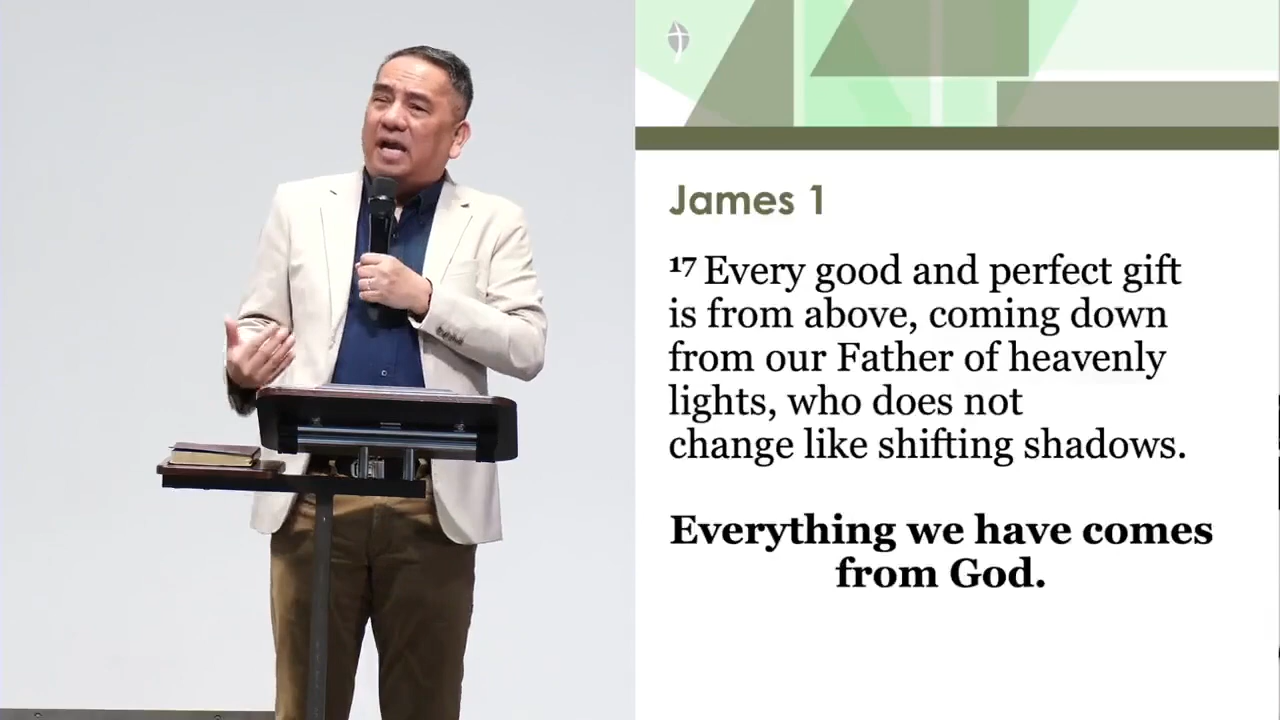 James 1
17 Every good and perfect gift
is from above, coming down
from our Father of heavenly
lights, who does not
change like shifting shadows.
Everything we have comes
from God.